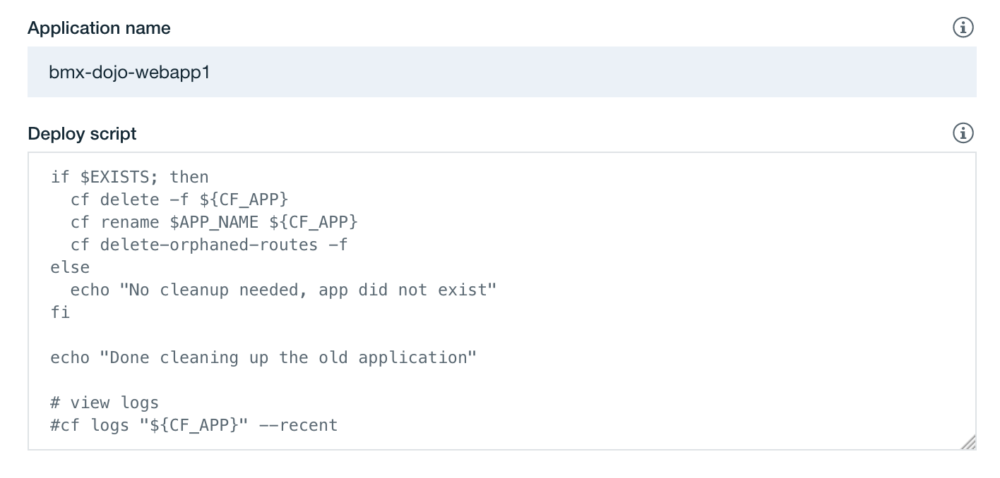 Application name
bmx-dojo-webapp1
Deploy script
if $EXISTS; then
  cf delete -f ${CF_APP}
  cf rename $APP_NAME ${CF_APP}
  cf delete-orphaned-routes -f
else
  echo "No cleanup needed, app did not exist"
fi

echo "Done cleaning up the old application"

# view logs
#cf logs "${CF_APP}" --recent